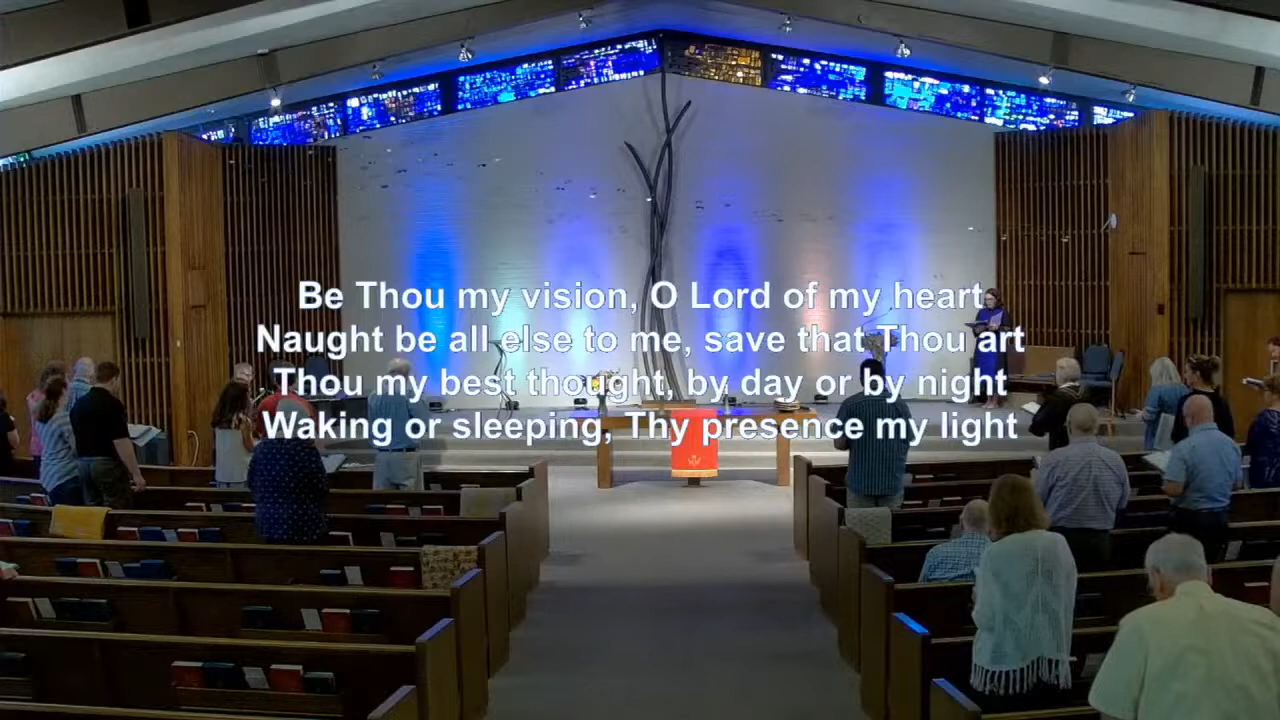 Be Thou my vision, O Lord of my heart
Naught be all else to me, save that Thou art
Thou my best thought, by day or by night
Waking or sleeping, Thy presence my light